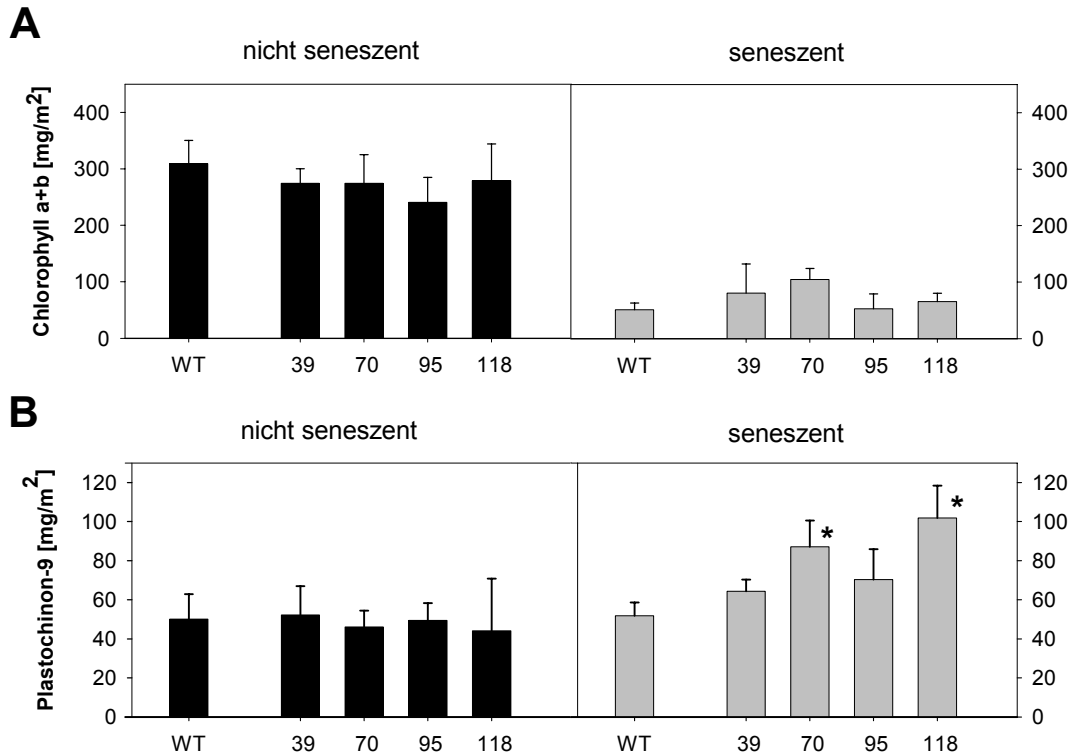 A
nicht seneszent seneszent
Chlorophyll a+b [mg/m²]
400 400
300 300
200 200
100 100
0 0
WT 39 70 95 118 WT 39 70 95 118
B
nicht seneszent seneszent
Plastochinon-9 [mg/m²]
120 120
100 * 100
80 * 80
60 60
40 40
20 20
0 0
WT 39 70 95 118 WT 39 70 95 118